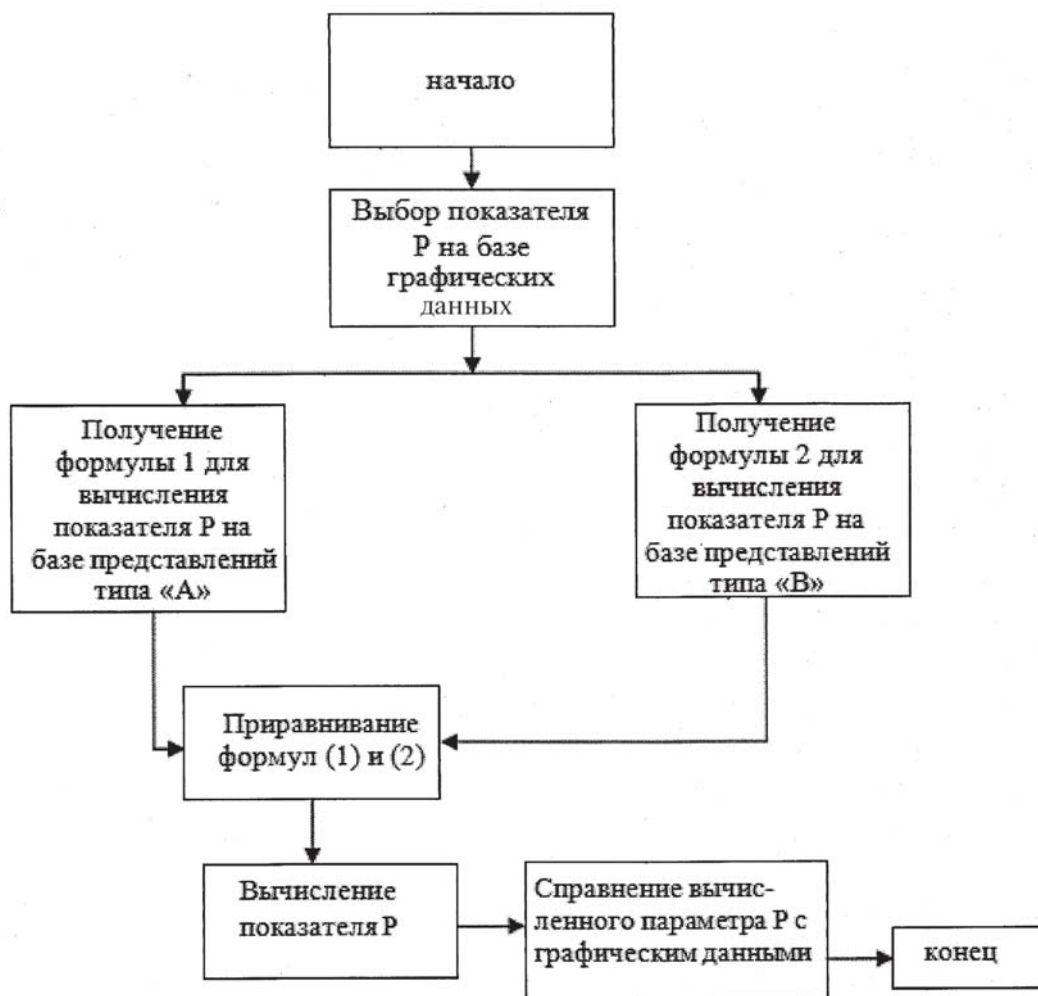 начало
Выбор показателя
Р на базе
графических
данных
Получение
формулы 1 для
вычисления
показателя Р на
базе представлений
типа «А»
Получение
формулы 2 для
вычисления
показателя Р на
базе представлений
типа «В»
Приравнивание
формул (1) и (2)
Вычисление
показателя Р
Справнение вычис-
ленного параметра Р с
графическим данными
конец